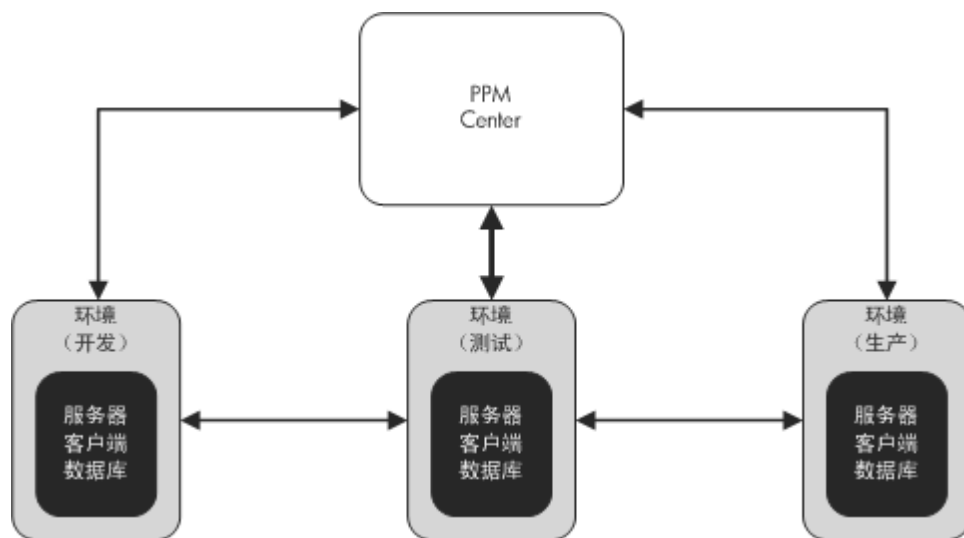 PPM
Center
环境
（开发）
服务器
客户端
数据库
环境
（测试）
服务器
客户端
数据库
环境
（生产）
服务器
客户端
数据库